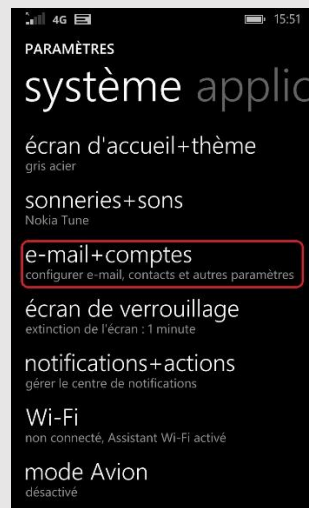 4G 15:51
PARAMÈTRES
système applic
écran d'accueil+thème
gris acier
sonneries+sons
Nokia Tune
e-mail+comptes
configurer e-mail, contacts et autres paramètres
écran de verrouillage
extinction de l'écran : 1 minute
notifications+actions
gérer le centre de notifications
Wi-Fi
non connecté, Assistant Wi-Fi activé
mode Avion
désactivé